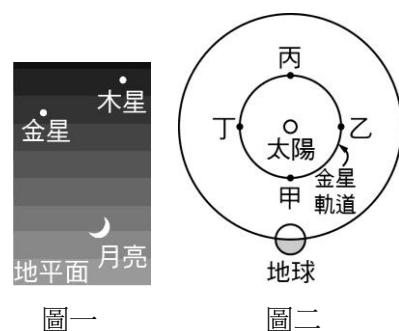 木星
金星
月亮
地平面
圖一
丙
丁
乙
太陽
金星
軌道
甲
地球
圖二